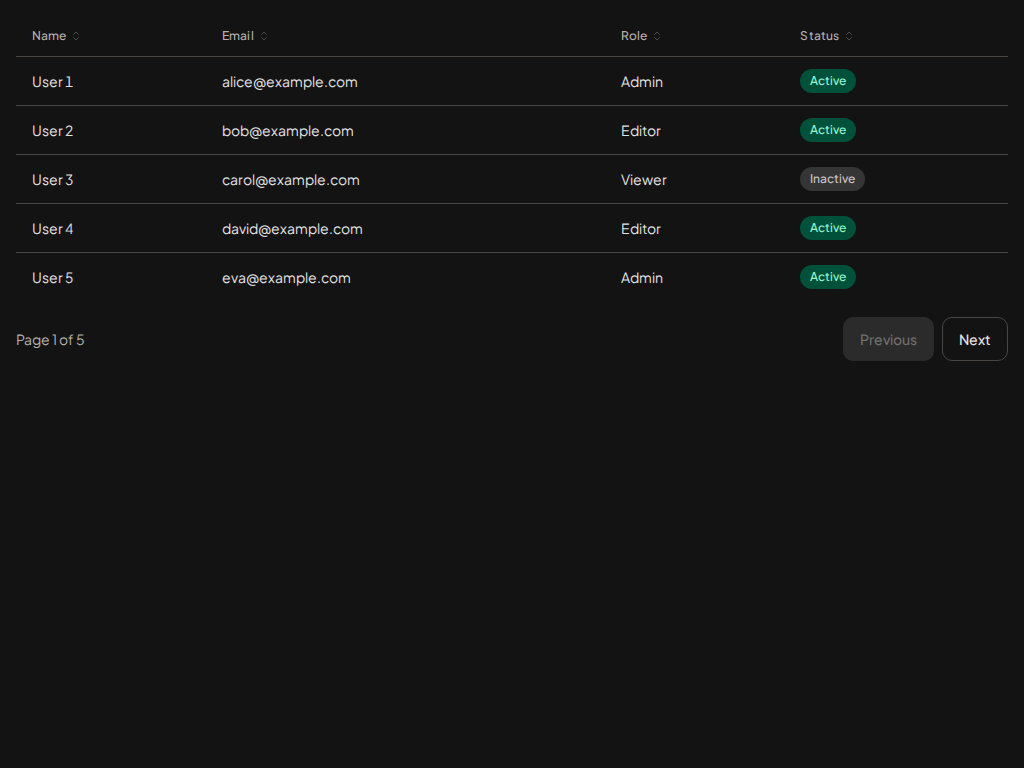 Name Email Role Status
User 1 alice@example.com Admin Active
User 2 bob@example.com Editor Active
User 3 carol@example.com Viewer Inactive
User 4 david@example.com Editor Active
User 5 eva@example.com Admin Active
Page 1 of 5 Previous Next